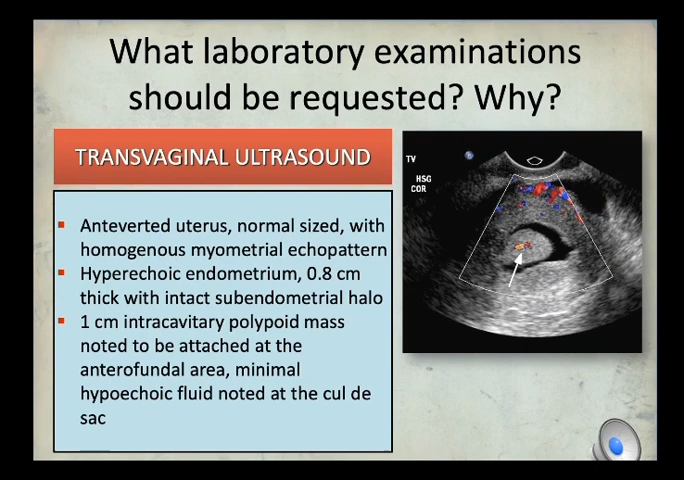 What laboratory examinations
should be requested? Why?
TRANSVAGINAL ULTRASOUND
▪ Anteverted uterus, normal sized, with
homogenous myometrial echopattern
▪ Hyperechoic endometrium, 0.8 cm
thick with intact subendometrial halo
▪ 1 cm intracavitary polypoid mass
noted to be attached at the
anterofundal area, minimal
hypoechoic fluid noted at the cul de
sac
TV
HSG
COR